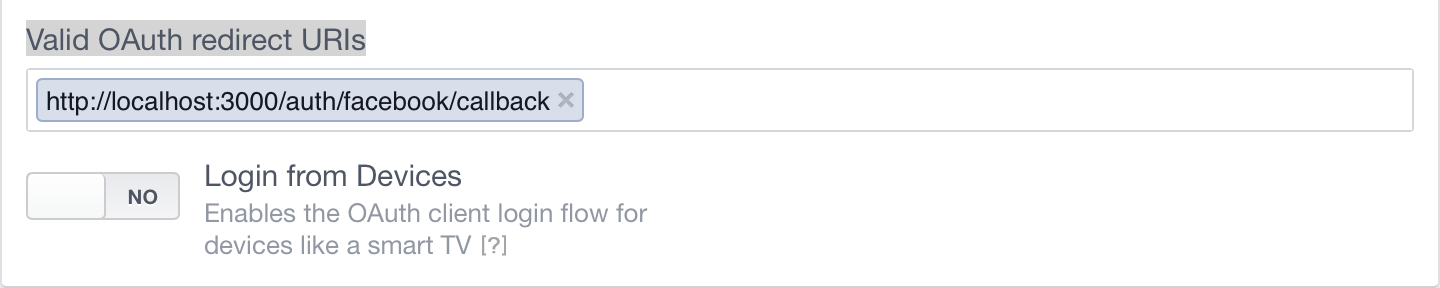 Valid OAuth redirect URIs
http://localhost:3000/auth/facebook/callback ×
NO
Login from Devices
Enables the OAuth client login flow for
devices like a smart TV [?]